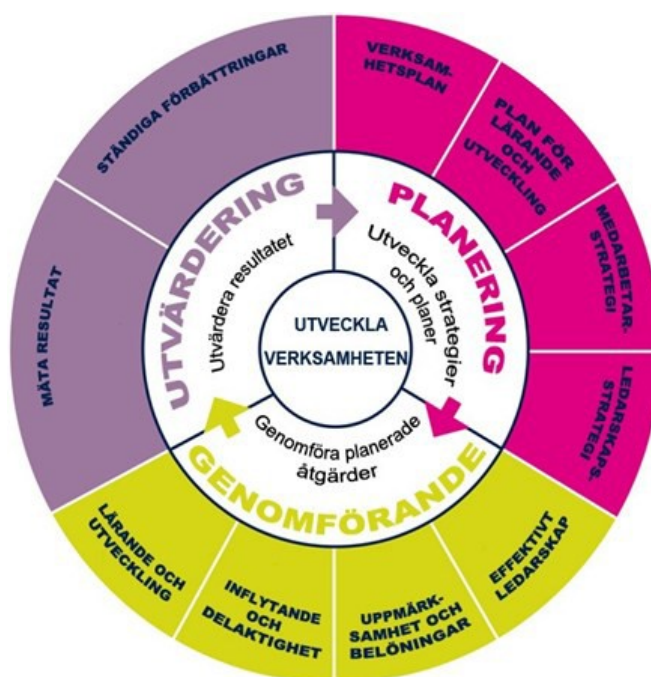 UTVECKLA
VERKSAMHETEN
PLANERING
Utveckla strategier
och planer
VERKSAM-
HETSPLAN
PLAN FÖR
LÄRANDE
OCH
UTVECKLING
MEDARBETAR-
STRATEGI
LEDARSKAPS-
STRATEGI
GENOMFÖRANDE
Genomföra planerade
åtgärder
EFFEKTIVT
LEDARSKAP
UPPMÄRK-
SAMHET OCH
BELÖNINGAR
INFLYTANDE
OCH
DELAKTIGHET
LÄRANDE OCH
UTVECKLING
UTVÄRDERING
Utvärdera resultatet
MÄTA RESULTAT
STÄNDIGA FÖRBÄTTRINGAR